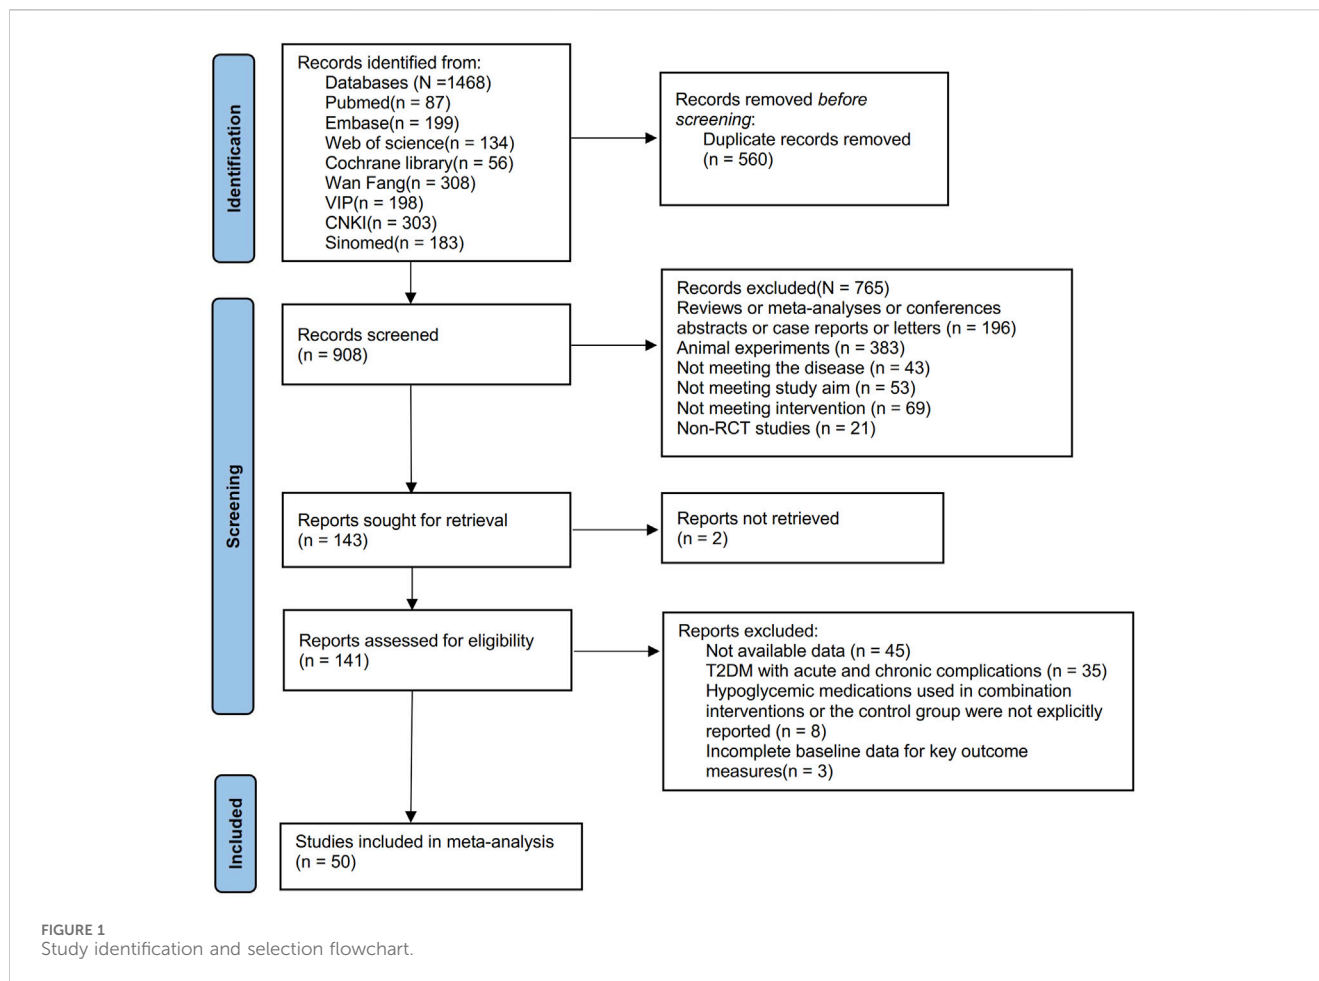 Identification
Records identified from:
Databases (N =1468)
Pubmed(n = 87)
Embase(n = 199)
Web of science(n = 134)
Cochrane library(n = 56)
Wan Fang(n = 308)
VIP(n = 198)
CNKI(n = 303)
Sinomed(n = 183)
Records removed before
screening:
Duplicate records removed
(n = 560)
Screening
Records screened
(n = 908)
Records excluded(N = 765)
Reviews or meta-analyses or conferences
abstracts or case reports or letters (n = 196)
Animal experiments (n = 383)
Not meeting the disease (n = 43)
Not meeting study aim (n = 53)
Not meeting intervention (n = 69)
Non-RCT studies (n = 21)
Reports sought for retrieval
(n = 143)
Reports not retrieved
(n = 2)
Reports assessed for eligibility
(n = 141)
Reports excluded:
Not available data (n = 45)
T2DM with acute and chronic complications (n = 35)
Hypoglycemic medications used in combination
interventions or the control group were not explicitly
reported (n = 8)
Incomplete baseline data for key outcome
measures(n = 3)
Included
Studies included in meta-analysis
(n = 50)
FIGURE 1
Study identification and selection flowchart.